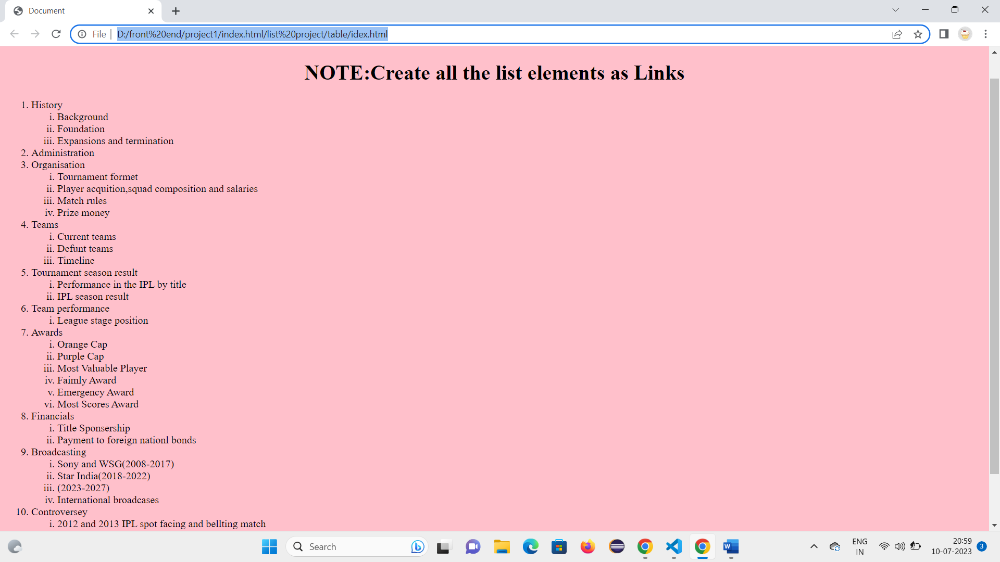 Document
File
D:/front%20end/project1/index.html/list%20project/table/idex.html
NOTE:Create all the list elements as Links
1. History
i. Background
ii. Foundation
iii. Expansions and termination
2. Administration
3. Organisation
i. Tournament formet
ii. Player acquition,squad composition and salaries
iii. Match rules
iv. Prize money
4. Teams
i. Current teams
ii. Defunt teams
iii. Timeline
5. Tournament season result
i. Performance in the IPL by title
ii. IPL season result
6. Team performance
i. League stage position
7. Awards
i. Orange Cap
ii. Purple Cap
iii. Most Valuable Player
iv. Faimly Award
v. Emergency Award
vi. Most Scores Award
8. Financials
i. Title Sponsership
ii. Payment to foreign nationl bonds
9. Broadcasting
i. Sony and WSG(2008-2017)
ii. Star India(2018-2022)
iii. (2023-2027)
iv. International broadcases
10. Controversey
i. 2012 and 2013 IPL spot facing and bellting match
Search
W
ENG
IN
20:59
10-07-2023
3